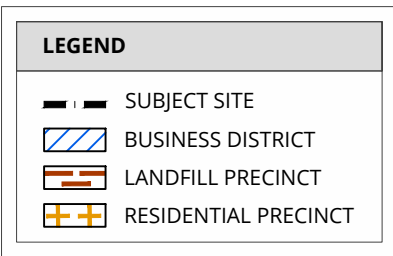 LEGEND
SUBJECT SITE
BUSINESS DISTRICT
LANDFILL PRECINCT
RESIDENTIAL PRECINCT